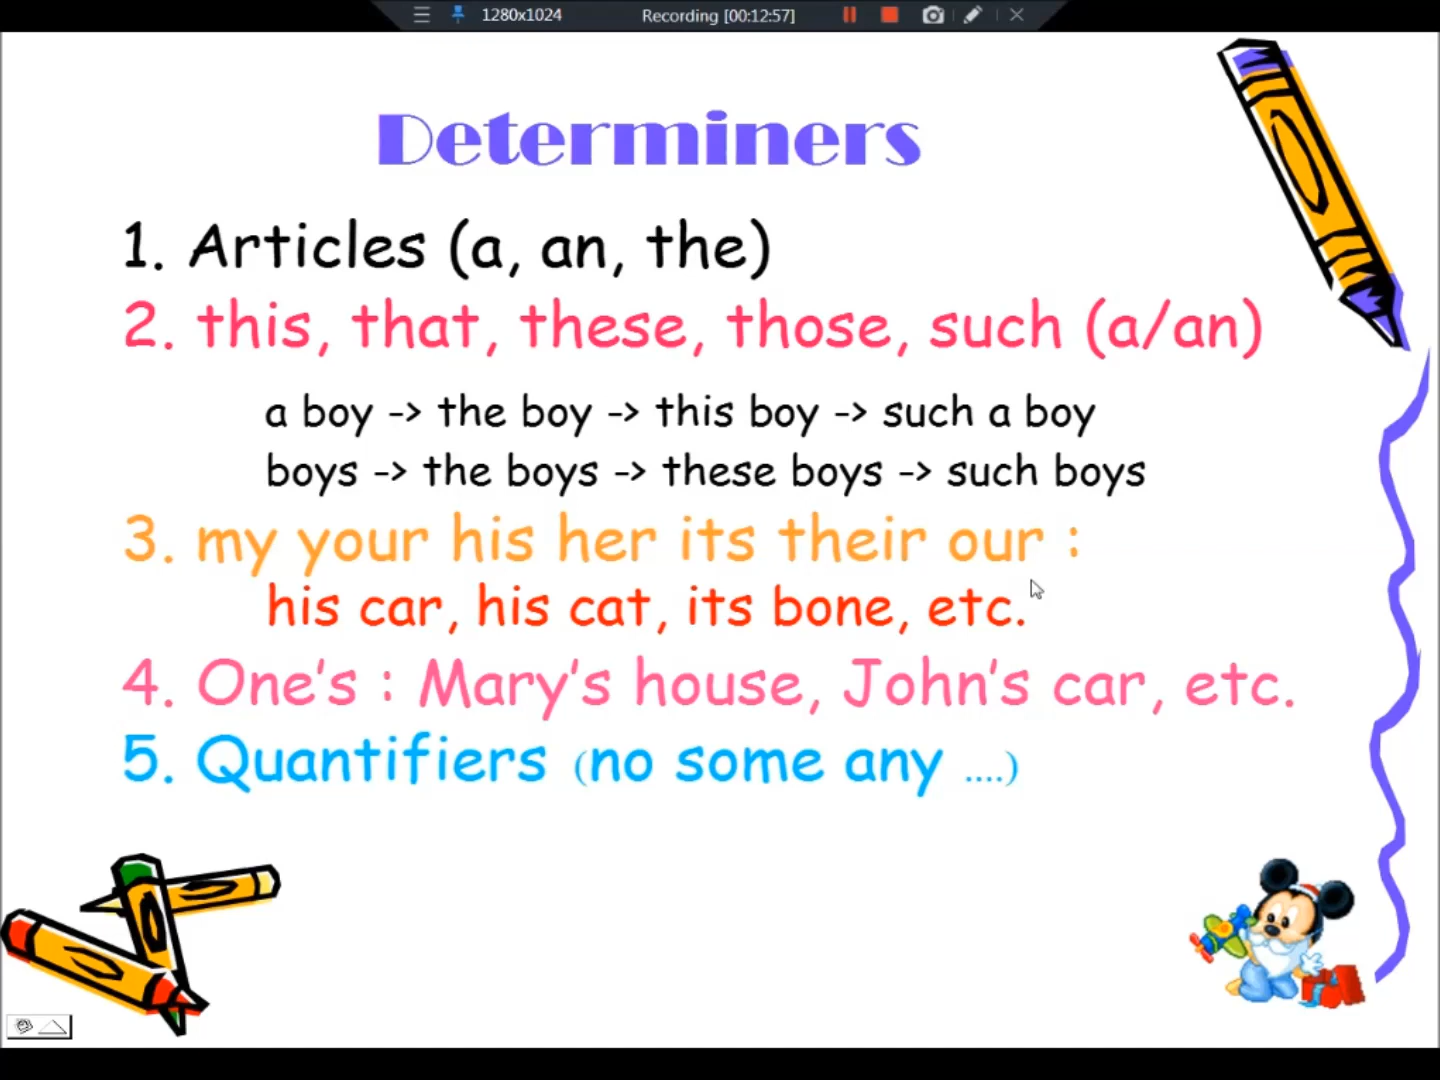 1280x1024 Recording [00:12:57]
Determiners
1. Articles (a, an, the)
2. this, that, these, those, such (a/an)
a boy -> the boy -> this boy -> such a boy
boys -> the boys -> these boys -> such boys
3. my your his her its their our :
his car, his cat, its bone, etc.
4. One's : Mary's house, John's car, etc.
5. Quantifiers (no some any ....)